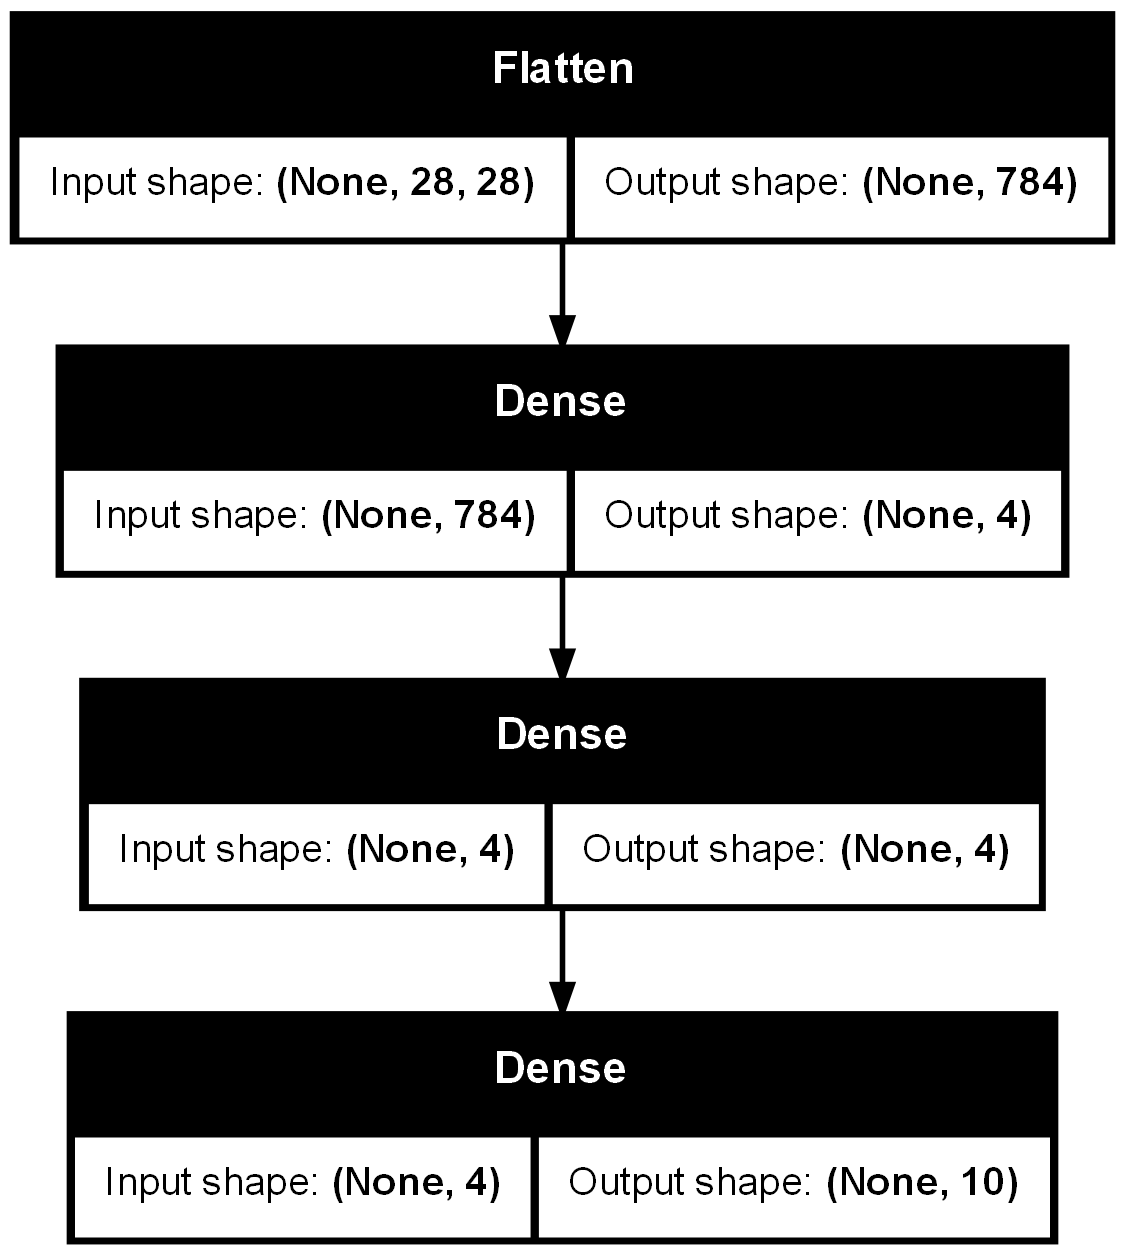 Flatten
Input shape: (None, 28, 28) Output shape: (None, 784)
Dense
Input shape: (None, 784) Output shape: (None, 4)
Dense
Input shape: (None, 4) Output shape: (None, 4)
Dense
Input shape: (None, 4) Output shape: (None, 10)